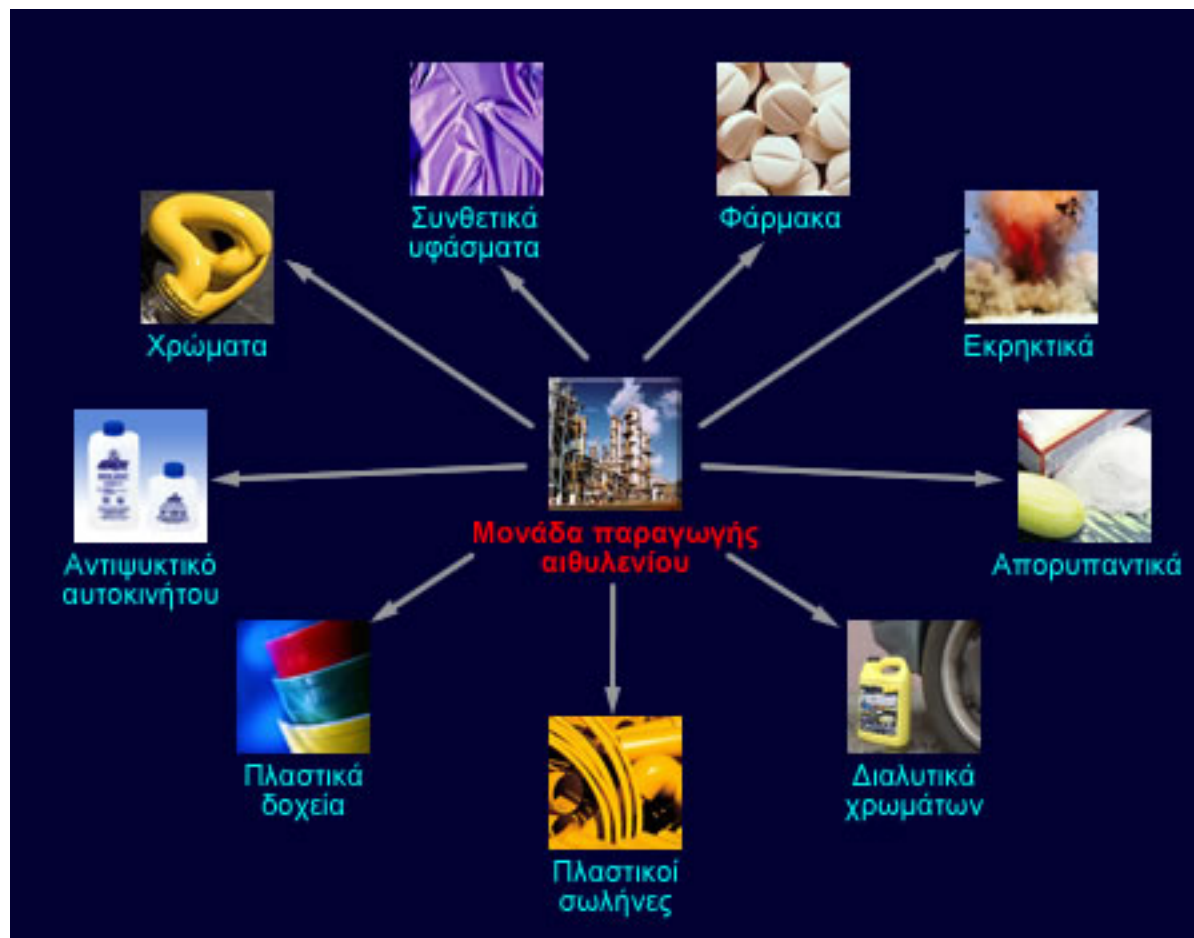 Συνθετικά
υφάσματα
Φάρμακα
Χρώματα
Εκρηκτικά
Μονάδα παραγωγής
αιθυλενίου
Αντιψυκτικό
αυτοκινήτου
Απορυπαντικά
Πλαστικά
δοχεία
Διαλυτικά
χρωμάτων
Πλαστικοί
σωλήνες